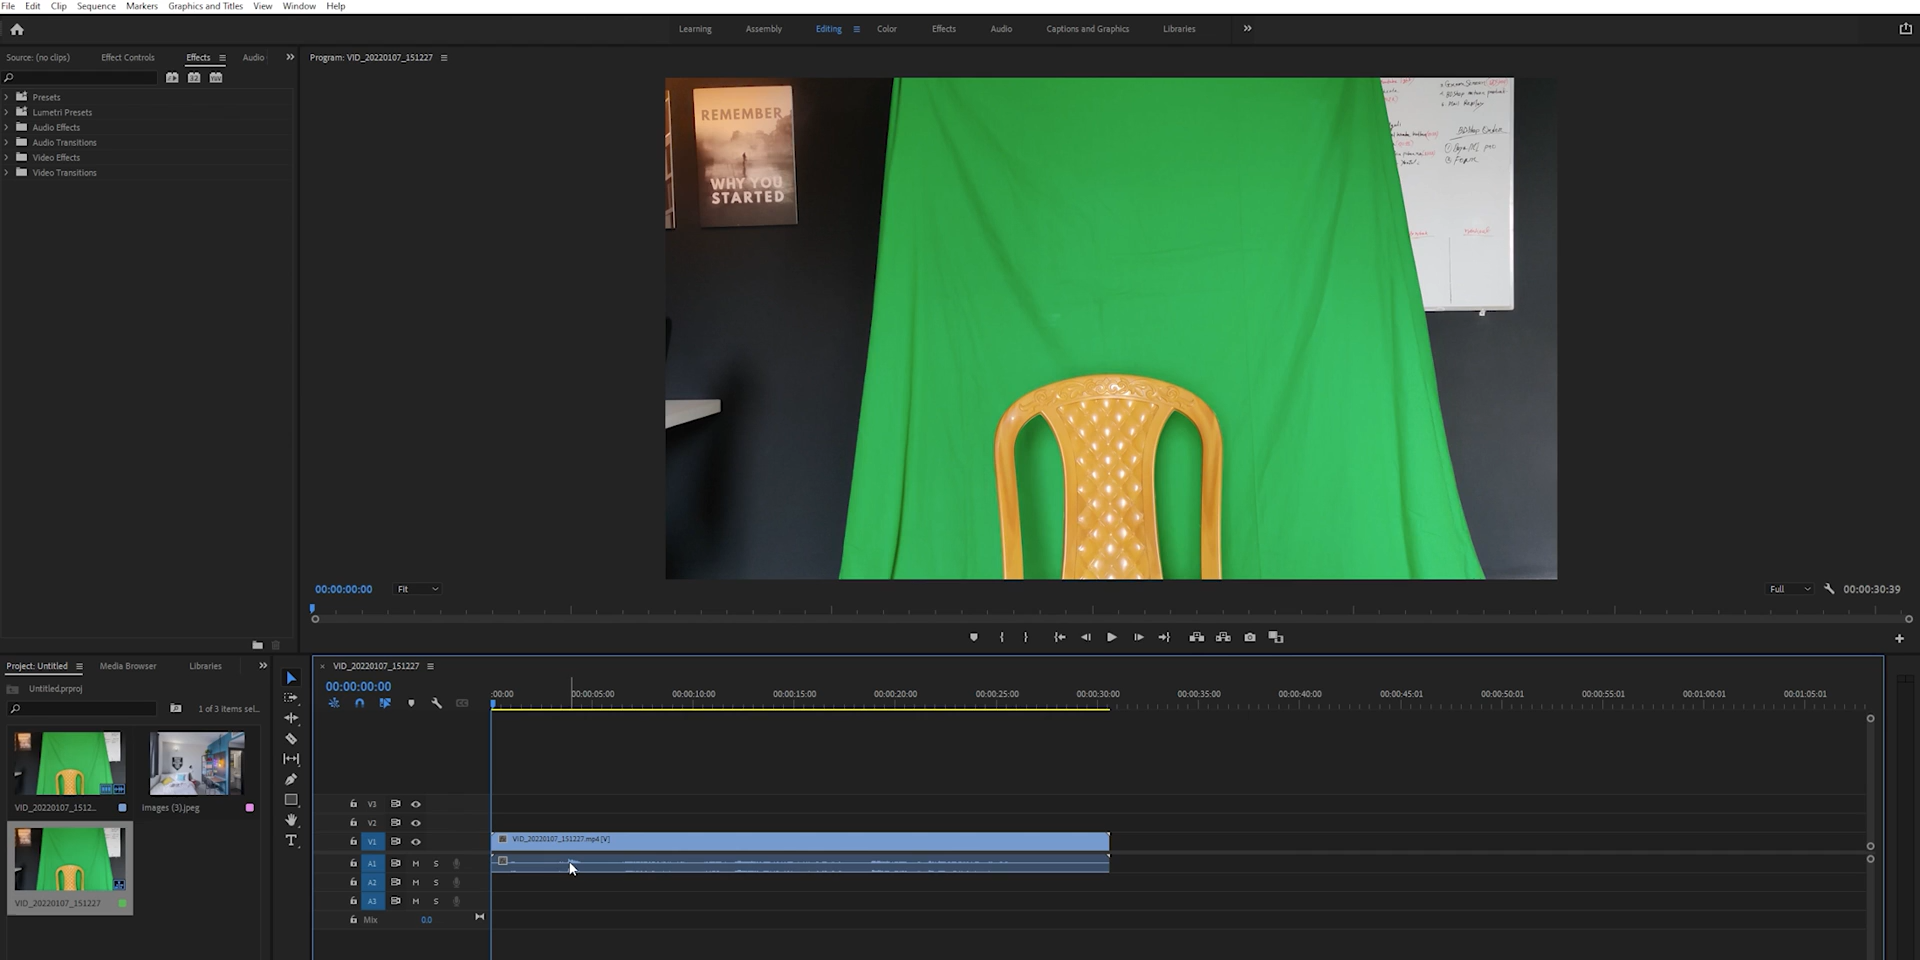 File Edit Clip Sequence Markers Graphics and Titles View Window Help
Learning Assembly Editing Color Effects Audio Captions and Graphics Libraries
Source: (no clips) Effect Controls Effects Audio
Program: VID_20220107_151227
Presets
Lumetri Presets
Audio Effects
Audio Transitions
Video Effects
Video Transitions
REMEMBER
WHY YOU
STARTED
00:00:00:00 Fit Full 00:00:30:39
Project: Untitled Media Browser Libraries
Untitled.prproj
1 of 3 items sel...
VID_20220107_1512... images (3).jpeg
VID_20220107_151227
VID_20220107_151227
00:00:00:00
:00:00 00:00:05:00 00:00:10:00 00:00:15:00 00:00:20:00 00:00:25:00 00:00:30:00 00:00:35:00 00:00:40:00 00:00:45:01 00:00:50:01 00:00:55:01 00:01:00:01 00:01:05:01
V3
V2
V1 VID_20220107_151227.mp4 [V]
A1 M S
A2 M S
A3 M S
Mix 0.0